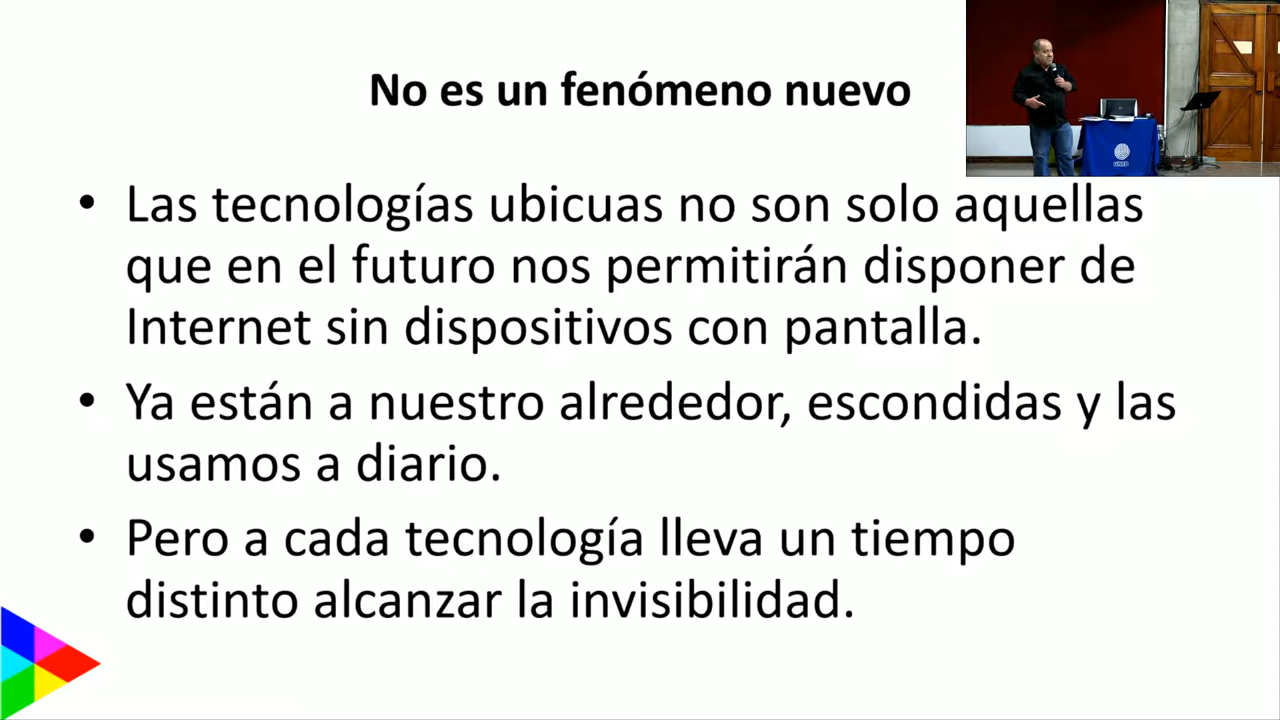 No es un fenómeno nuevo
• Las tecnologías ubicuas no son solo aquellas
que en el futuro nos permitirán disponer de
Internet sin dispositivos con pantalla.
• Ya están a nuestro alrededor, escondidas y las
usamos a diario.
• Pero a cada tecnología lleva un tiempo
distinto alcanzar la invisibilidad.